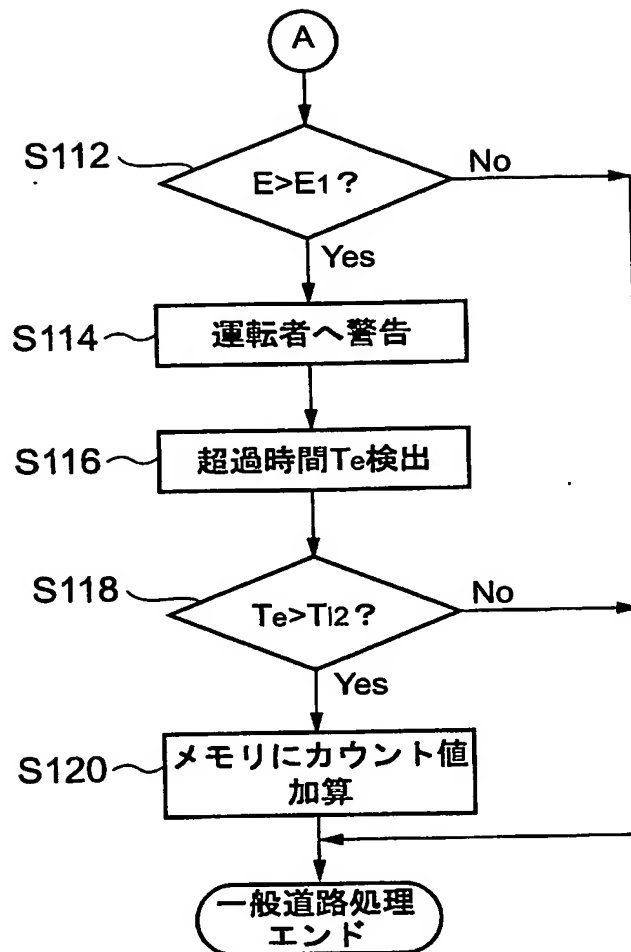 A
S112
E>E1?
No
Yes
S114
運転者へ警告
S116
超過時間Te検出
S118
Te>Tl2?
No
Yes
S120
メモリにカウント値
加算
一般道路処理
エンド